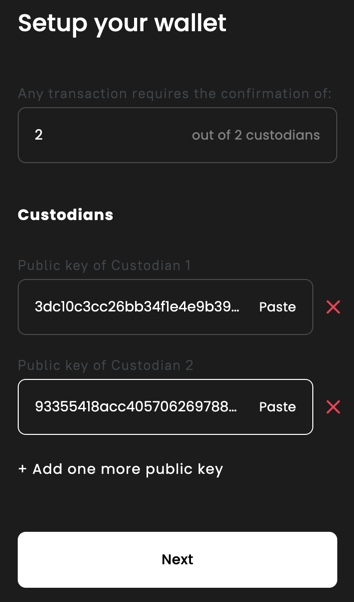 Setup your wallet
Any transaction requires the confirmation of:
2 out of 2 custodians
Custodians
Public key of Custodian 1
3dc10c3cc26bb34f1e4e9b39... Paste
Public key of Custodian 2
93355418acc405706269788... Paste
+ Add one more public key
Next